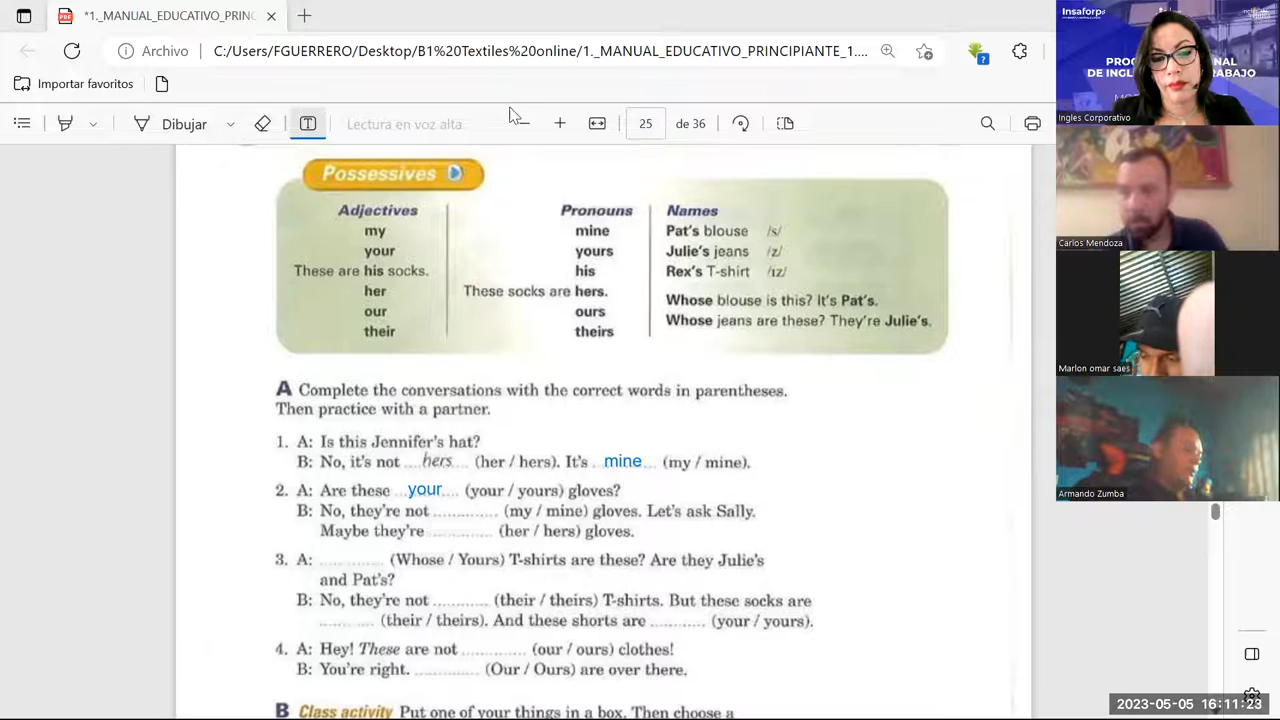 *1._MANUAL_EDUCATIVO_PRINC
Archivo
C:/Users/FGUERRERO/Desktop/B1%20Textiles%20online/1._MANUAL_EDUCATIVO_PRINCIPIANTE_1....
Importar favoritos
Dibujar
Lectura en voz alta
25
de 36
Possessives
Adjectives
my
your
These are his socks.
her
our
their
Pronouns
mine
yours
his
These socks are hers.
ours
theirs
Names
Pat's blouse /s/
Julie's jeans /z/
Rex's T-shirt /ɪz/
Whose blouse is this? It's Pat's.
Whose jeans are these? They're Julie's.
A Complete the conversations with the correct words in parentheses.
Then practice with a partner.
1. A: Is this Jennifer's hat?
B: No, it's not hers (her / hers). It's mine (my / mine).
2. A: Are these your (your / yours) gloves?
B: No, they're not ............ (my / mine) gloves. Let's ask Sally.
Maybe they're ............ (her / hers) gloves.
3. A: ............ (Whose / Yours) T-shirts are these? Are they Julie's
and Pat's?
B: No, they're not ............ (their / theirs) T-shirts. But these socks are
............ (their / theirs). And these shorts are ............ (your / yours).
4. A: Hey! These are not ............ (our / ours) clothes!
B: You're right. ............ (Our / Ours) are over there.
B Class activity Put one of your things in a box. Then choose a
Insaforp
DE INGL
RABAJO
Ingles Corporativo
Carlos Mendoza
Marlon omar saes
Armando Zumba
2023-05-05 16:11:23